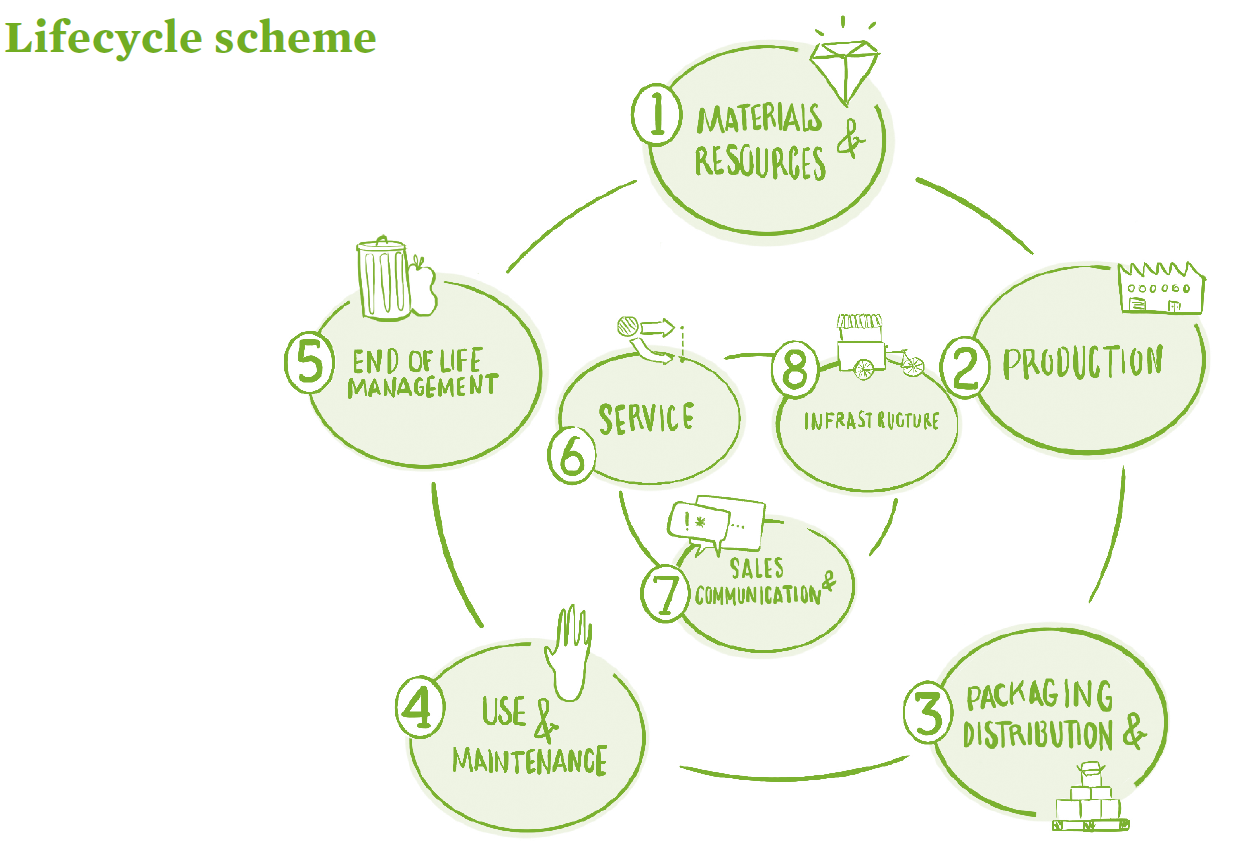 Lifecycle scheme
1
MATERIALS &
RESOURCES
2
PRODUCTION
3
PACKAGING
DISTRIBUTION &
4
USE &
MAINTENANCE
5
END OF LIFE
MANAGEMENT
6
SERVICE
7
!* ...
SALES &
COMMUNICATION
8
INFRASTRUCTURE